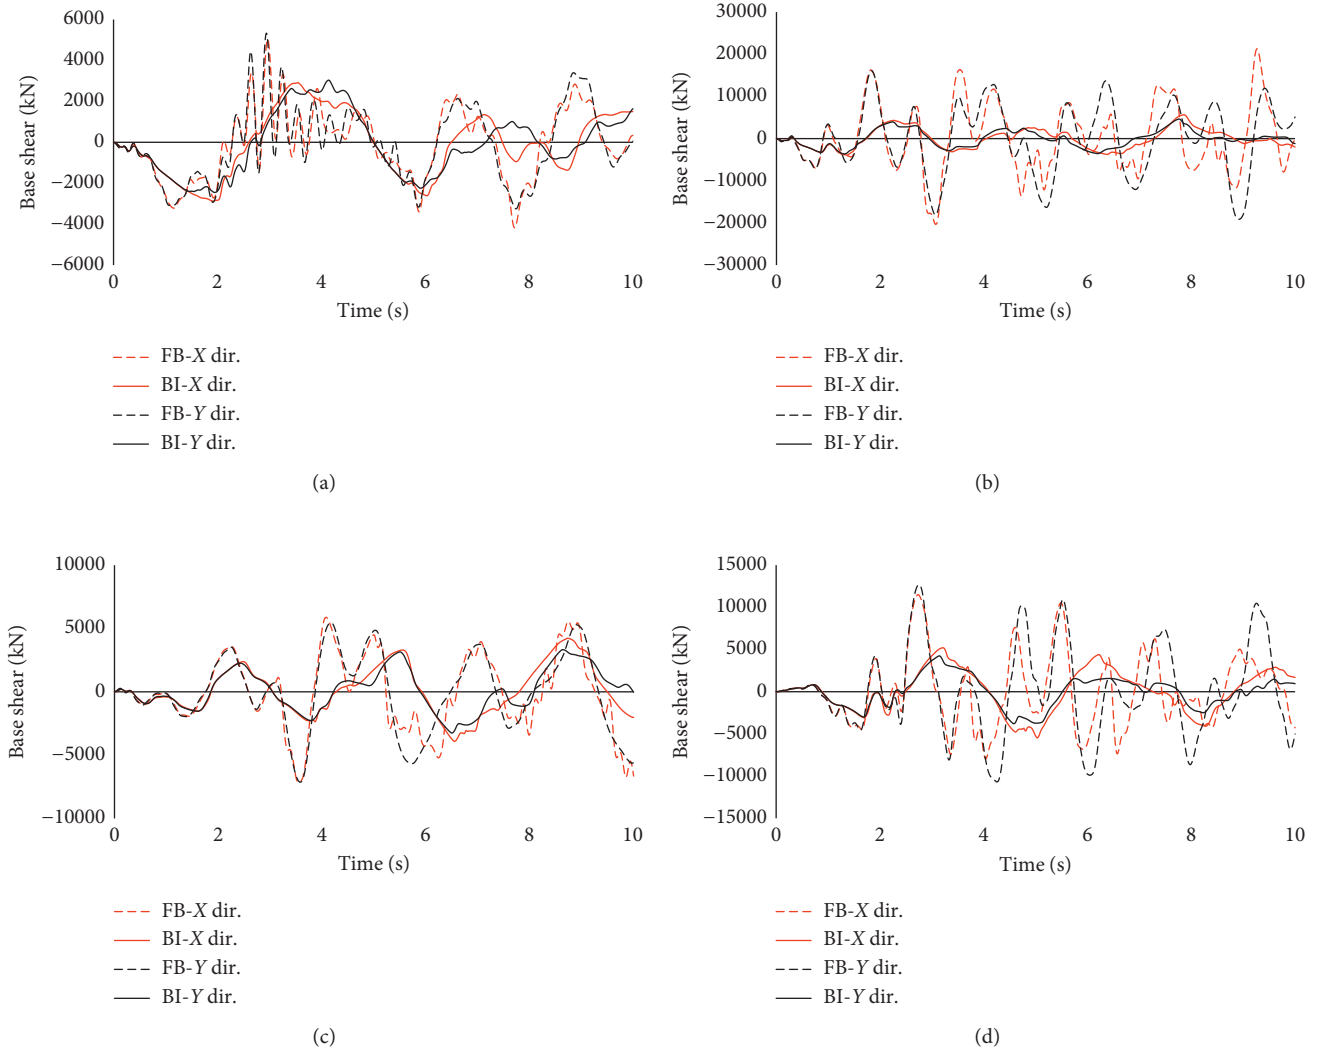 6000
4000
2000
0
−2000
−4000
−6000
Base shear (kN)
0 2 4 6 8 10
Time (s)
FB-X dir.
BI-X dir.
FB-Y dir.
BI-Y dir.
(a)
30000
20000
10000
0
−10000
−20000
−30000
Base shear (kN)
0 2 4 6 8 10
Time (s)
FB-X dir.
BI-X dir.
FB-Y dir.
BI-Y dir.
(b)
10000
5000
0
−5000
−10000
Base shear (kN)
0 2 4 6 8 10
Time (s)
FB-X dir.
BI-X dir.
FB-Y dir.
BI-Y dir.
(c)
15000
10000
5000
0
−5000
−10000
−15000
Base shear (kN)
0 2 4 6 8 10
Time (s)
FB-X dir.
BI-X dir.
FB-Y dir.
BI-Y dir.
(d)